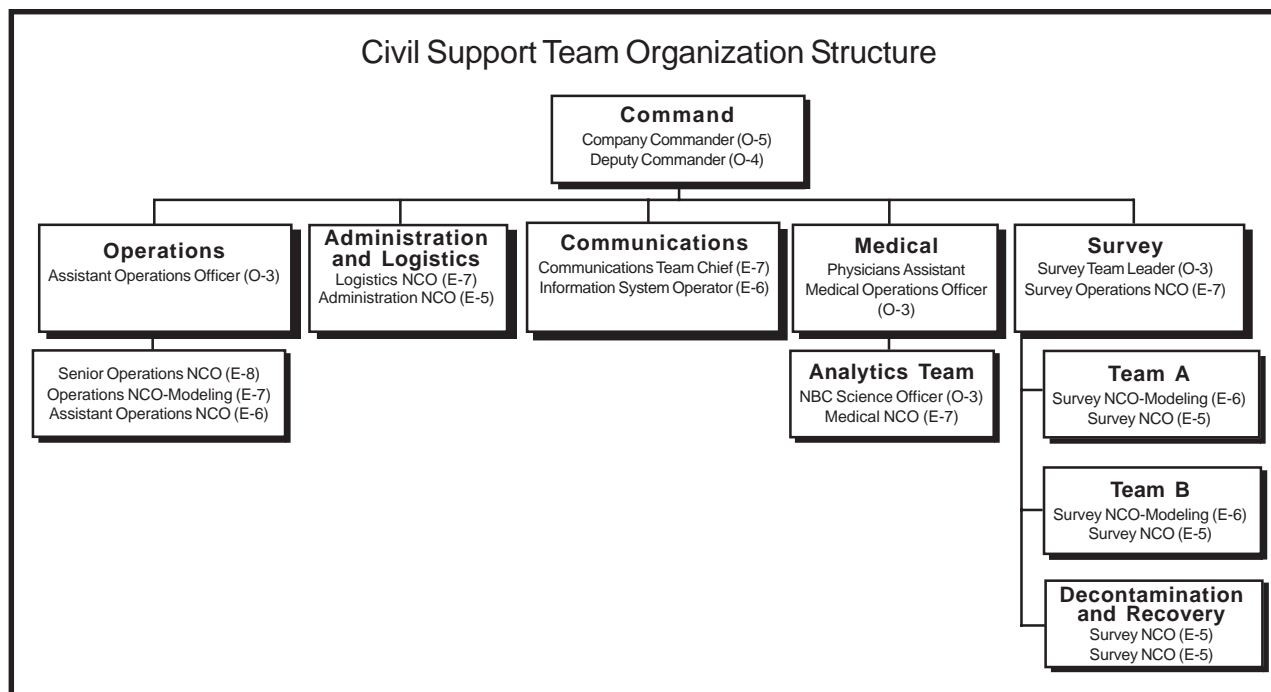 Civil Support Team Organization Structure
Command
Company Commander (O-5)
Deputy Commander (O-4)
Operations
Assistant Operations Officer (O-3)
Administration
and Logistics
Logistics NCO (E-7)
Administration NCO (E-5)
Communications
Communications Team Chief (E-7)
Information System Operator (E-6)
Medical
Physicians Assistant
Medical Operations Officer
(O-3)
Survey
Survey Team Leader (O-3)
Survey Operations NCO (E-7)
Senior Operations NCO (E-8)
Operations NCO-Modeling (E-7)
Assistant Operations NCO (E-6)
Analytics Team
NBC Science Officer (O-3)
Medical NCO (E-7)
Team A
Survey NCO-Modeling (E-6)
Survey NCO (E-5)
Team B
Survey NCO-Modeling (E-6)
Survey NCO (E-5)
Decontamination
and Recovery
Survey NCO (E-5)
Survey NCO (E-5)